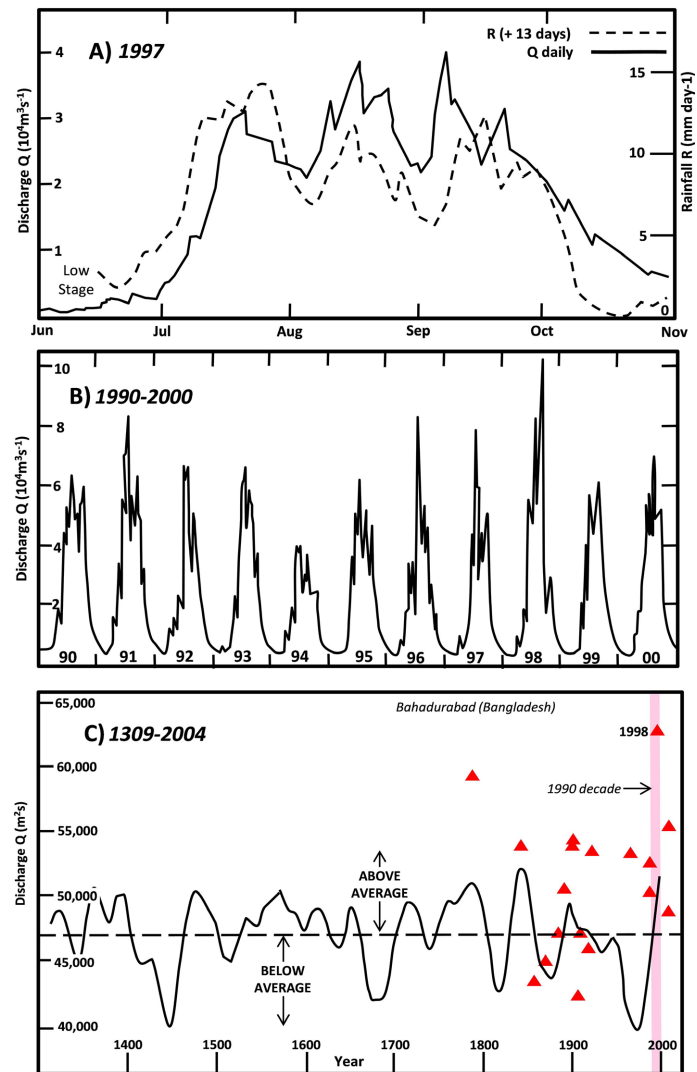 A) 1997
R (+ 13 days)
Q daily
Discharge Q (10⁴m³s⁻¹)
4
3
2
1
Low
Stage
15
10
5
0
Rainfall R (mm day-1)
Jun Jul Aug Sep Oct Nov
B) 1990-2000
Discharge Q (10⁴m³s⁻¹)
10
8
6
4
2
90 91 92 93 94 95 96 97 98 99 00
C) 1309-2004
Bahadurabad (Bangladesh)
Discharge Q (m²s)
65,000
60,000
55,000
50,000
45,000
40,000
1998
1990 decade
ABOVE
AVERAGE
BELOW
AVERAGE
1400 1500 1600 1700 1800 1900 2000
Year